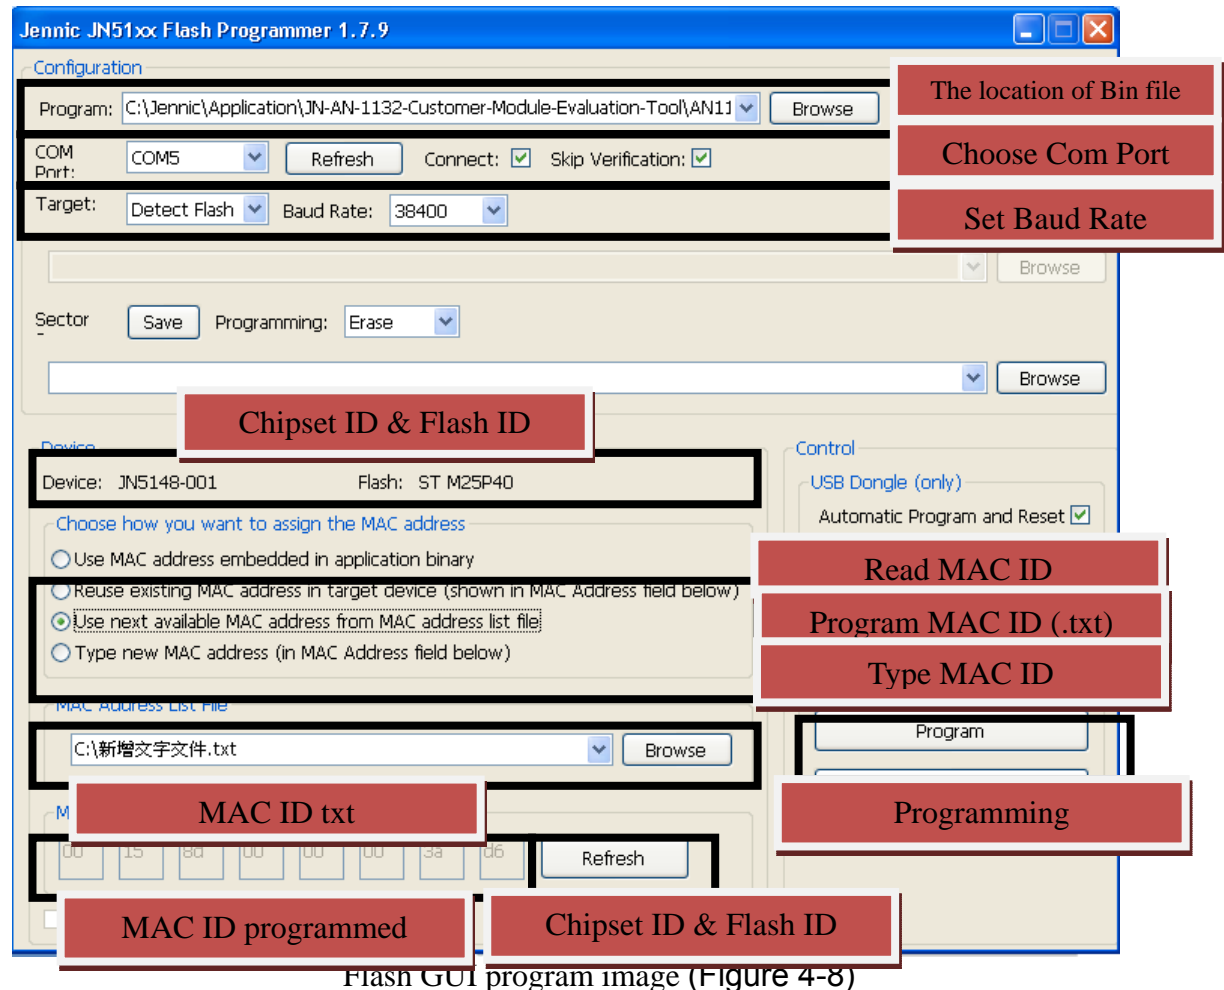 Jennic JN51xx Flash Programmer 1.7.9
Configuration
Program: C:\Jennic\Application\JN-AN-1132-Customer-Module-Evaluation-Tool\AN11 Browse
The location of Bin file
COM Port: COM5 Refresh Connect: Skip Verification:
Choose Com Port
Target: Detect Flash Baud Rate: 38400
Set Baud Rate
Browse
Sector Save Programming: Erase
Browse
Chipset ID & Flash ID
Device
Device: JN5148-001 Flash: ST M25P40
Choose how you want to assign the MAC address
Use MAC address embedded in application binary
Reuse existing MAC address in target device (shown in MAC Address field below)
Use next available MAC address from MAC address list file
Type new MAC address (in MAC Address field below)
Control
USB Dongle (only)
Automatic Program and Reset
Read MAC ID
Program MAC ID (.txt)
Type MAC ID
MAC Address List File
C:\新增文字文件.txt Browse
Program
MAC ID txt
Programming
00 15 8d 00 00 00 3a d6 Refresh
MAC ID programmed
Chipset ID & Flash ID
Flash GUI program image (Figure 4-8)